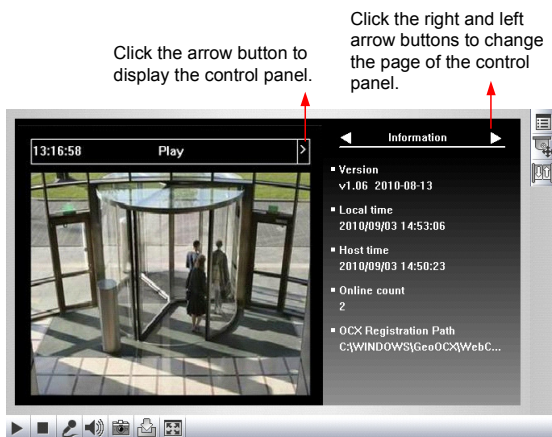 Click the arrow button to
display the control panel.
Click the right and left
arrow buttons to change
the page of the control
panel.
13:16:58 Play >
Information
Version
v1.06 2010-08-13
Local time
2010/09/03 14:53:06
Host time
2010/09/03 14:50:23
Online count
2
OCX Registration Path
C:\WINDOWS\GeoOCX\WebC...